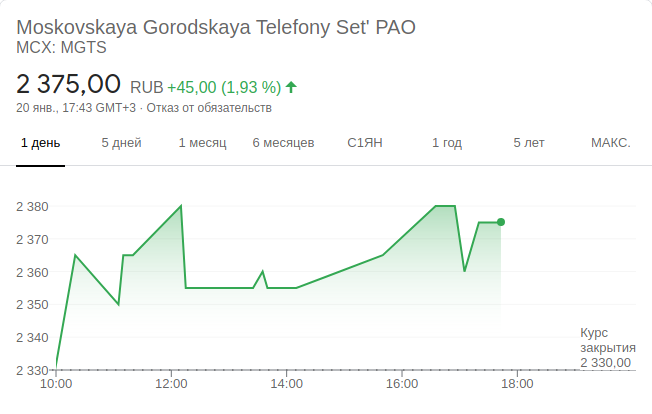 Moskovskaya Gorodskaya Telefony Set' PAO
MCX: MGTS
2 375,00 RUB +45,00 (1,93 %)
20 янв., 17:43 GMT+3 · Отказ от обязательств
1 день 5 дней 1 месяц 6 месяцев С1ЯН 1 год 5 лет МАКС.
2 380
2 370
2 360
2 350
2 340
2 330
Курс
закрытия
2 330,00
10:00 12:00 14:00 16:00 18:00